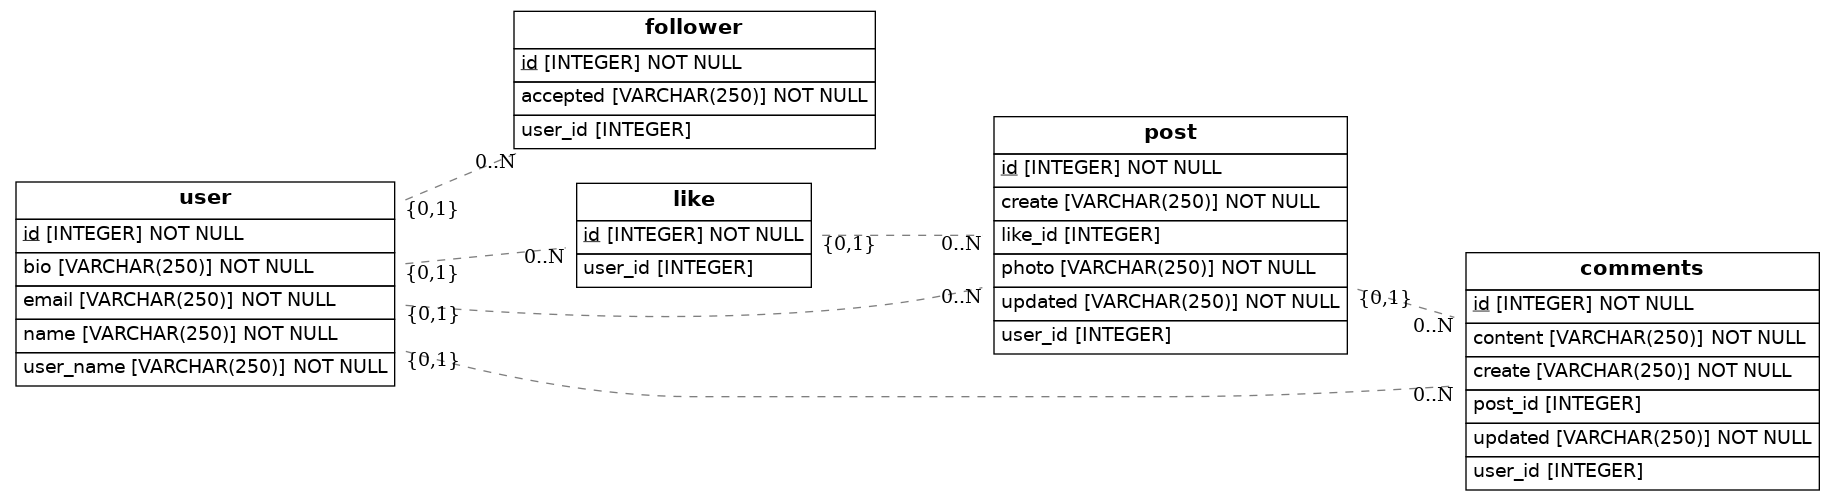 follower
id [INTEGER] NOT NULL
accepted [VARCHAR(250)] NOT NULL
user_id [INTEGER]
0..N
{0,1}
user
id [INTEGER] NOT NULL
bio [VARCHAR(250)] NOT NULL
email [VARCHAR(250)] NOT NULL
name [VARCHAR(250)] NOT NULL
user_name [VARCHAR(250)] NOT NULL
{0,1}
0..N
{0,1}
0..N
{0,1}
0..N
like
id [INTEGER] NOT NULL
user_id [INTEGER]
{0,1}
0..N
post
id [INTEGER] NOT NULL
create [VARCHAR(250)] NOT NULL
like_id [INTEGER]
photo [VARCHAR(250)] NOT NULL
updated [VARCHAR(250)] NOT NULL
user_id [INTEGER]
{0,1}
0..N
comments
id [INTEGER] NOT NULL
content [VARCHAR(250)] NOT NULL
create [VARCHAR(250)] NOT NULL
post_id [INTEGER]
updated [VARCHAR(250)] NOT NULL
user_id [INTEGER]